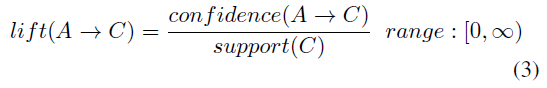 lift(A → C) = confidence(A → C) / support(C) range : [0, ∞)
(3)